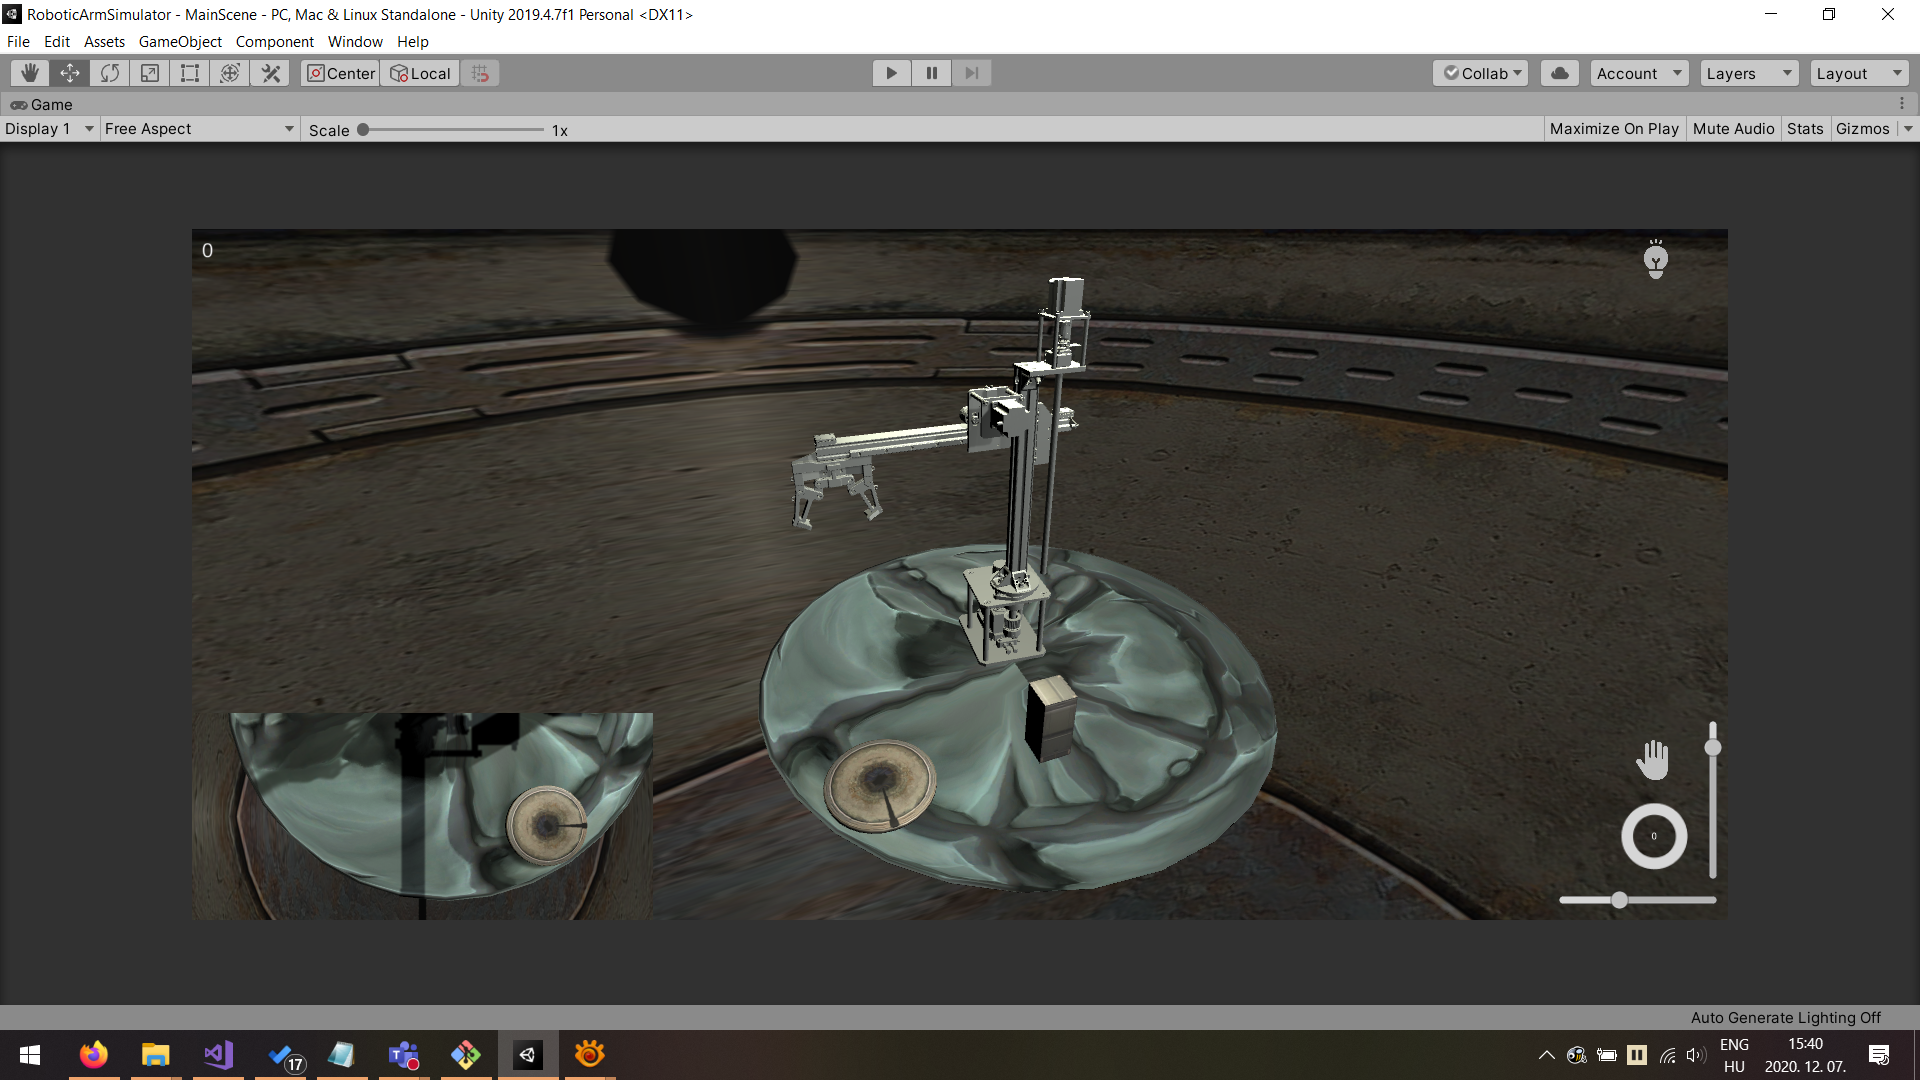 RoboticArmSimulator - MainScene - PC, Mac & Linux Standalone - Unity 2019.4.7f1 Personal <DX11>
File Edit Assets GameObject Component Window Help
Center Local Collab Account Layers Layout
Game
Display 1 Free Aspect Scale 1x Maximize On Play Mute Audio Stats Gizmos
0
0
Auto Generate Lighting Off
17
ENG
HU
15:40
2020. 12. 07.